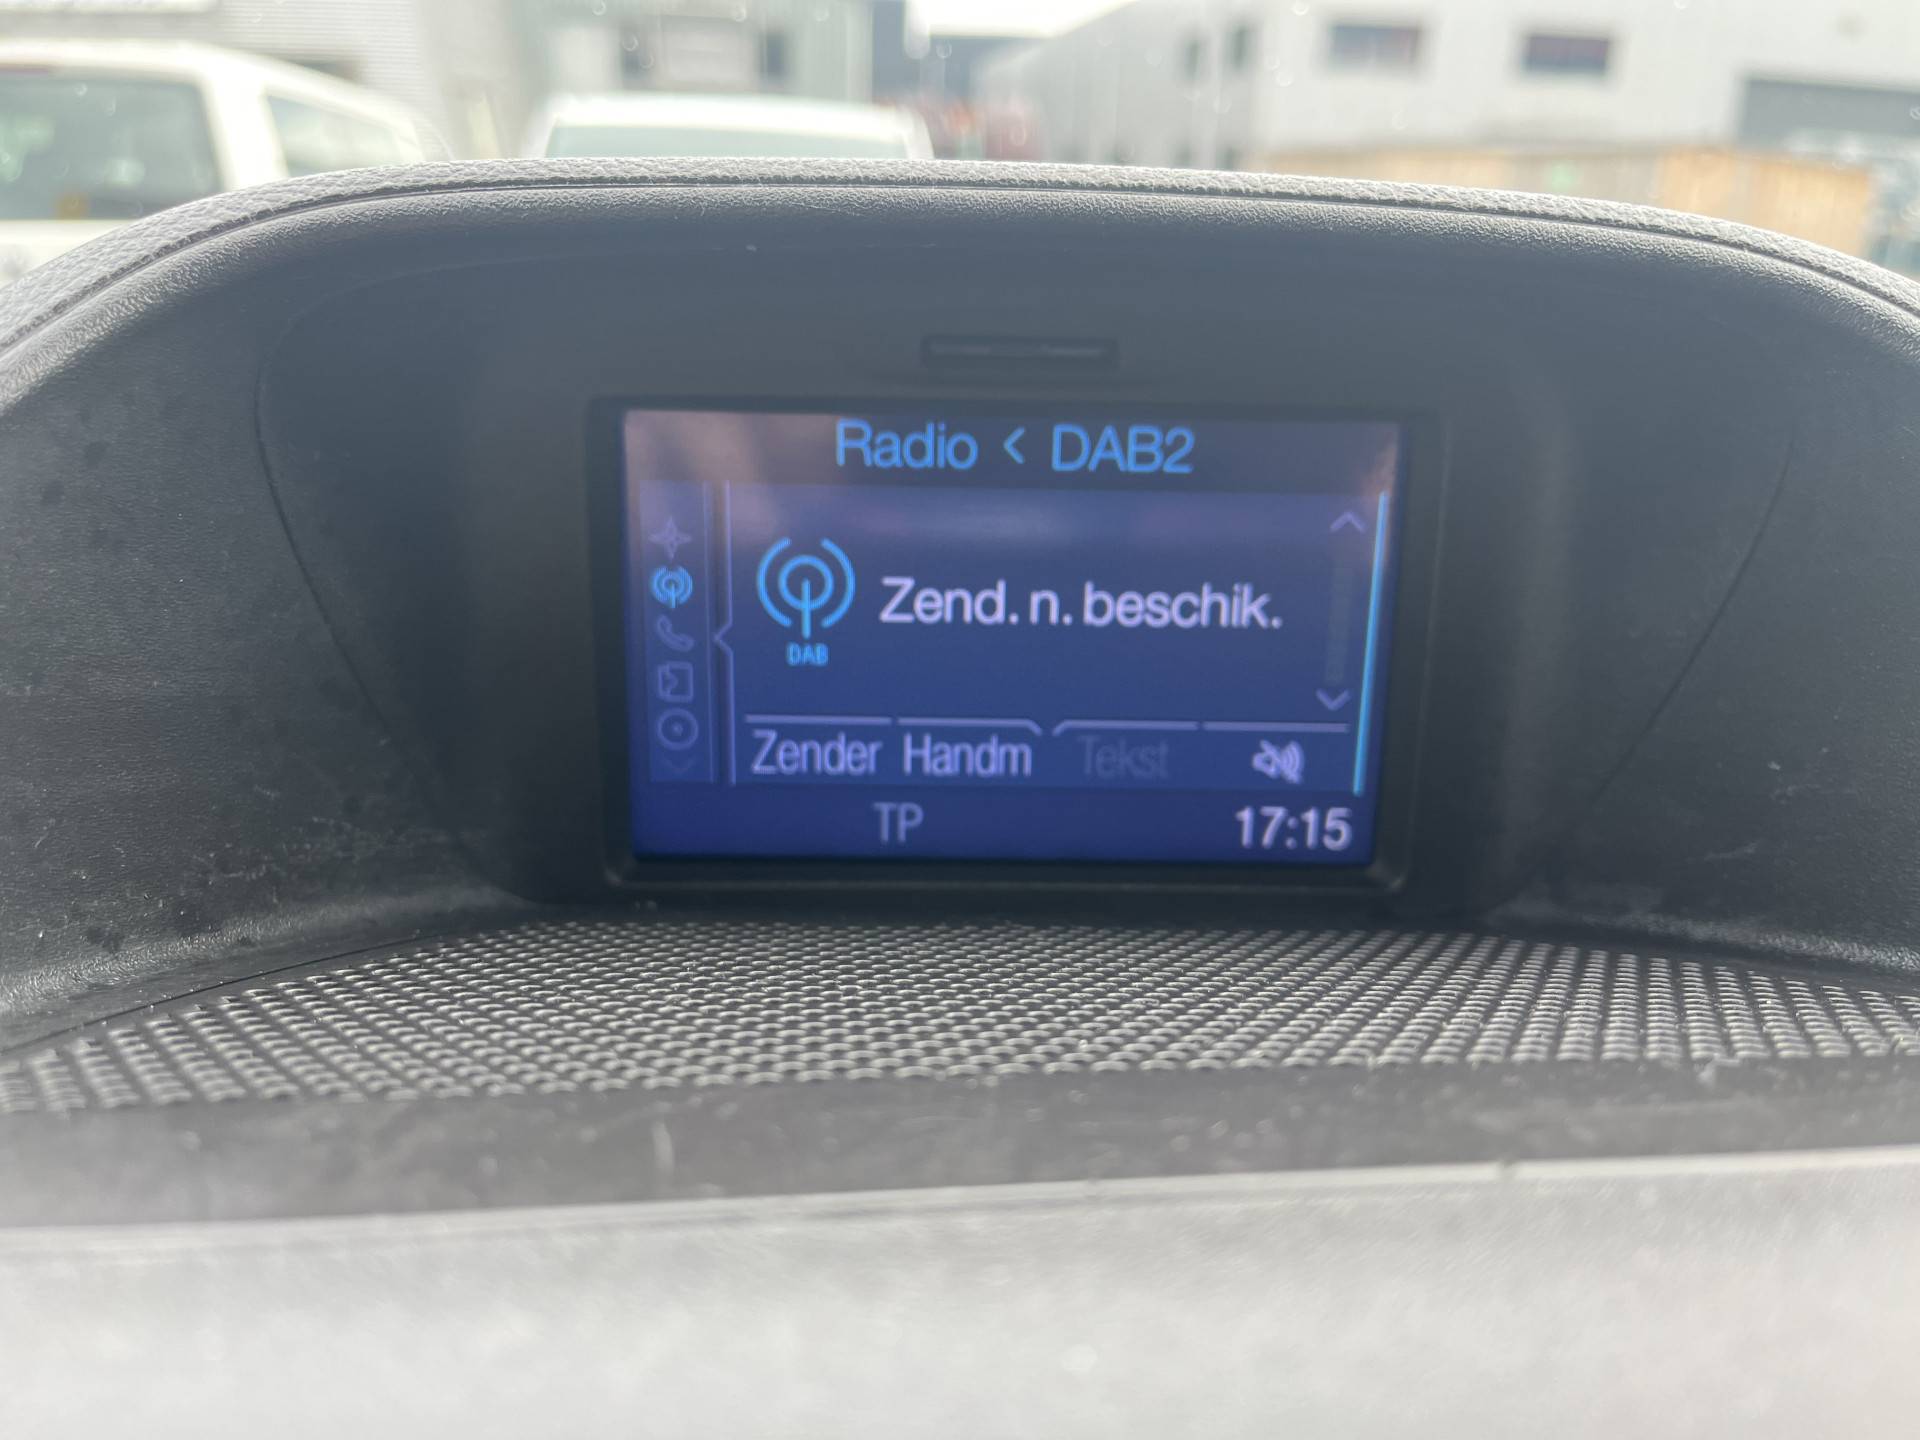 Radio < DAB2
DAB
Zend. n. beschik.
Zender Handm Tekst
TP 17:15